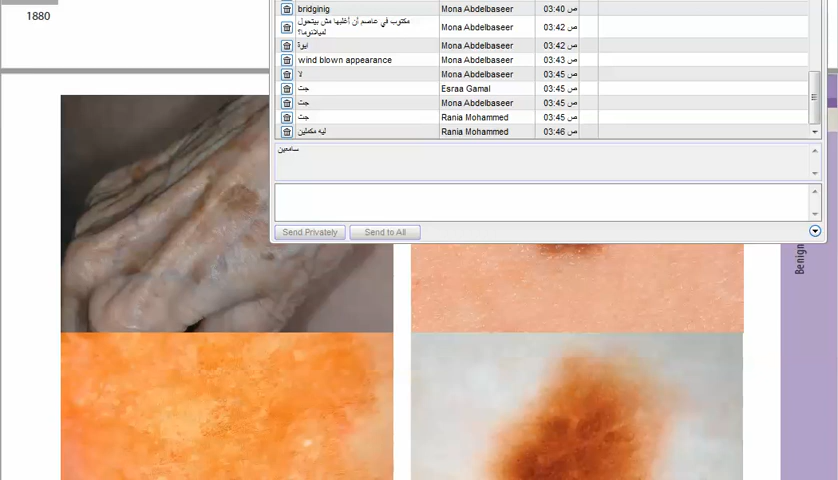 1880
bridginig Mona Abdelbaseer 03:40 ص
مكتوب في عاصم أن أغلبها مش بيتحول
لميلانوما؟ Mona Abdelbaseer 03:42 ص
ايوة Mona Abdelbaseer 03:42 ص
wind blown appearance Mona Abdelbaseer 03:43 ص
لا Mona Abdelbaseer 03:45 ص
جت Esraa Gamal 03:45 ص
جت Mona Abdelbaseer 03:45 ص
جت Rania Mohammed 03:45 ص
ليه مكملين Rania Mohammed 03:46 ص
سامعين
Send Privately Send to All
Benign